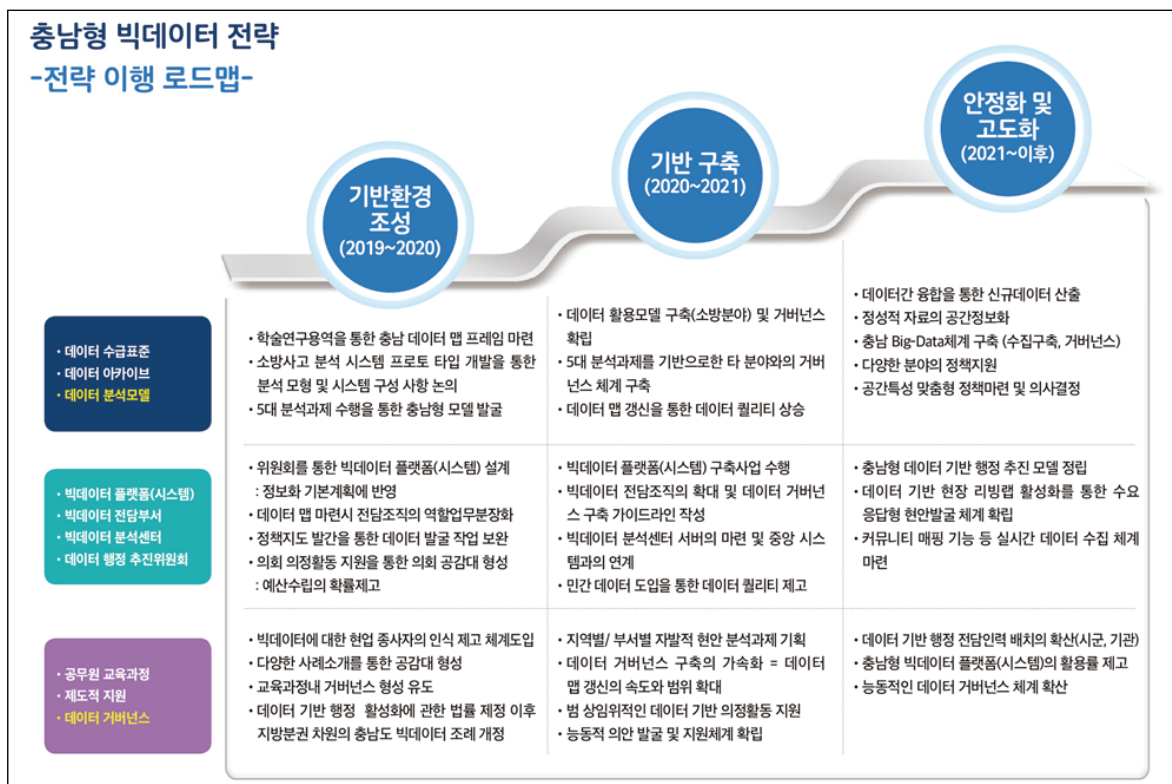 충남형 빅데이터 전략
-전략 이행 로드맵-
기반환경
조성
(2019~2020)
기반 구축
(2020~2021)
안정화 및
고도화
(2021~이후)
• 데이터 수급표준
• 데이터 아카이브
• 데이터 분석모델
• 학술연구용역을 통한 충남 데이터 맵 프레임 마련
• 소방사고 분석 시스템 프로토 타입 개발을 통한
분석 모형 및 시스템 구성 사항 논의
• 5대 분석과제 수행을 통한 충남형 모델 발굴
• 데이터 활용모델 구축(소방분야) 및 거버넌스
확립
• 5대 분석과제를 기반으로한 타 분야와의 거버
넌스 체계 구축
• 데이터 맵 갱신을 통한 데이터 퀄리티 상승
• 데이터간 융합을 통한 신규데이터 산출
• 정성적 자료의 공간정보화
• 충남 Big-Data체계 구축 (수집구축, 거버넌스)
• 다양한 분야의 정책지원
• 공간특성 맞춤형 정책마련 및 의사결정
• 빅데이터 플랫폼(시스템)
• 빅데이터 전담부서
• 빅데이터 분석센터
• 데이터 행정 추진위원회
• 위원회를 통한 빅데이터 플랫폼(시스템) 설계
: 정보화 기본계획에 반영
• 데이터 맵 마련시 전담조직의 역할업무분장화
• 정책지도 발간을 통한 데이터 발굴 작업 보완
• 의회 의정활동 지원을 통한 의회 공감대 형성
: 예산수립의 확률제고
• 빅데이터 플랫폼(시스템) 구축사업 수행
• 빅데이터 전담조직의 확대 및 데이터 거버넌
스 구축 가이드라인 작성
• 빅데이터 분석센터 서버의 마련 및 중앙 시스
템과의 연계
• 민간 데이터 도입을 통한 데이터 퀄리티 제고
• 충남형 데이터 기반 행정 추진 모델 정립
• 데이터 기반 현장 리빙랩 활성화를 통한 수요
응답형 현안발굴 체계 확립
• 커뮤니티 매핑 기능 등 실시간 데이터 수집 체계
마련
• 공무원 교육과정
• 제도적 지원
• 데이터 거버넌스
• 빅데이터에 대한 현업 종사자의 인식 제고 체계도입
• 다양한 사례소개를 통한 공감대 형성
• 교육과정내 거버넌스 형성 유도
• 데이터 기반 행정 활성화에 관한 법률 제정 이후
지방분권 차원의 충남도 빅데이터 조례 개정
• 지역별/ 부서별 자발적 현안 분석과제 기획
• 데이터 거버넌스 구축의 가속화 = 데이터
맵 갱신의 속도와 범위 확대
• 범 상임위적인 데이터 기반 의정활동 지원
• 능동적 의안 발굴 및 지원체계 확립
• 데이터 기반 행정 전담인력 배치의 확산(시군, 기관)
• 충남형 빅데이터 플랫폼(시스템)의 활용률 제고
• 능동적인 데이터 거버넌스 체계 확산